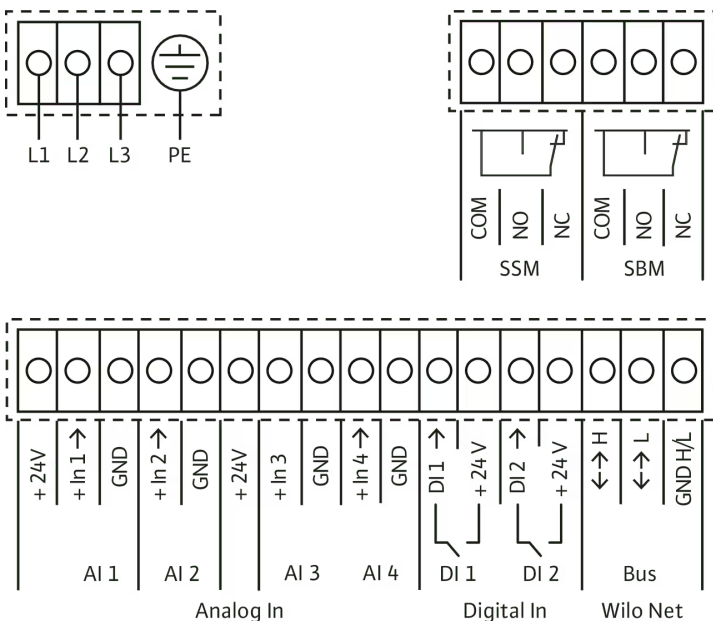 L1 L2 L3 PE
COM NO NC COM NO NC
SSM SBM
+ 24V + In 1 → GND + In 2 → GND + 24V + In 3 GND + In 4 → GND DI 1 → + 24 V DI 2 → + 24 V ←→ H ←→ L GND H/L
AI 1 AI 2 AI 3 AI 4 DI 1 DI 2 Bus
Analog In Digital In Wilo Net